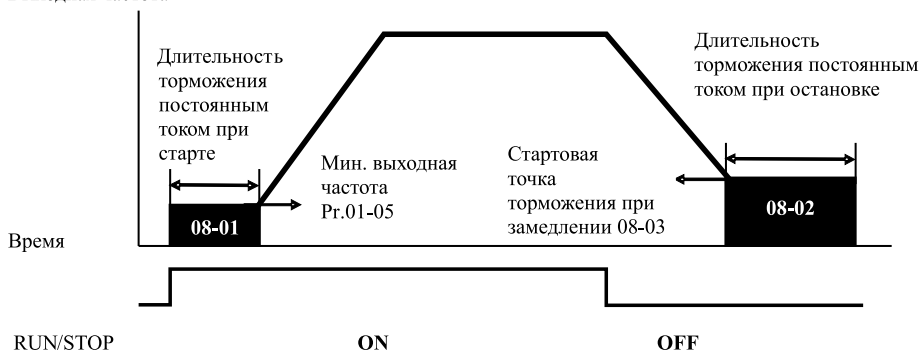 Длительность
торможения
постоянным
током при
старте
Мин. выходная
частота
Pr.01-05
Стартовая
точка
торможения при
замедлении 08-03
Длительность
торможения постоянным
током при остановке
08-01
08-02
Время
RUN/STOP ON OFF